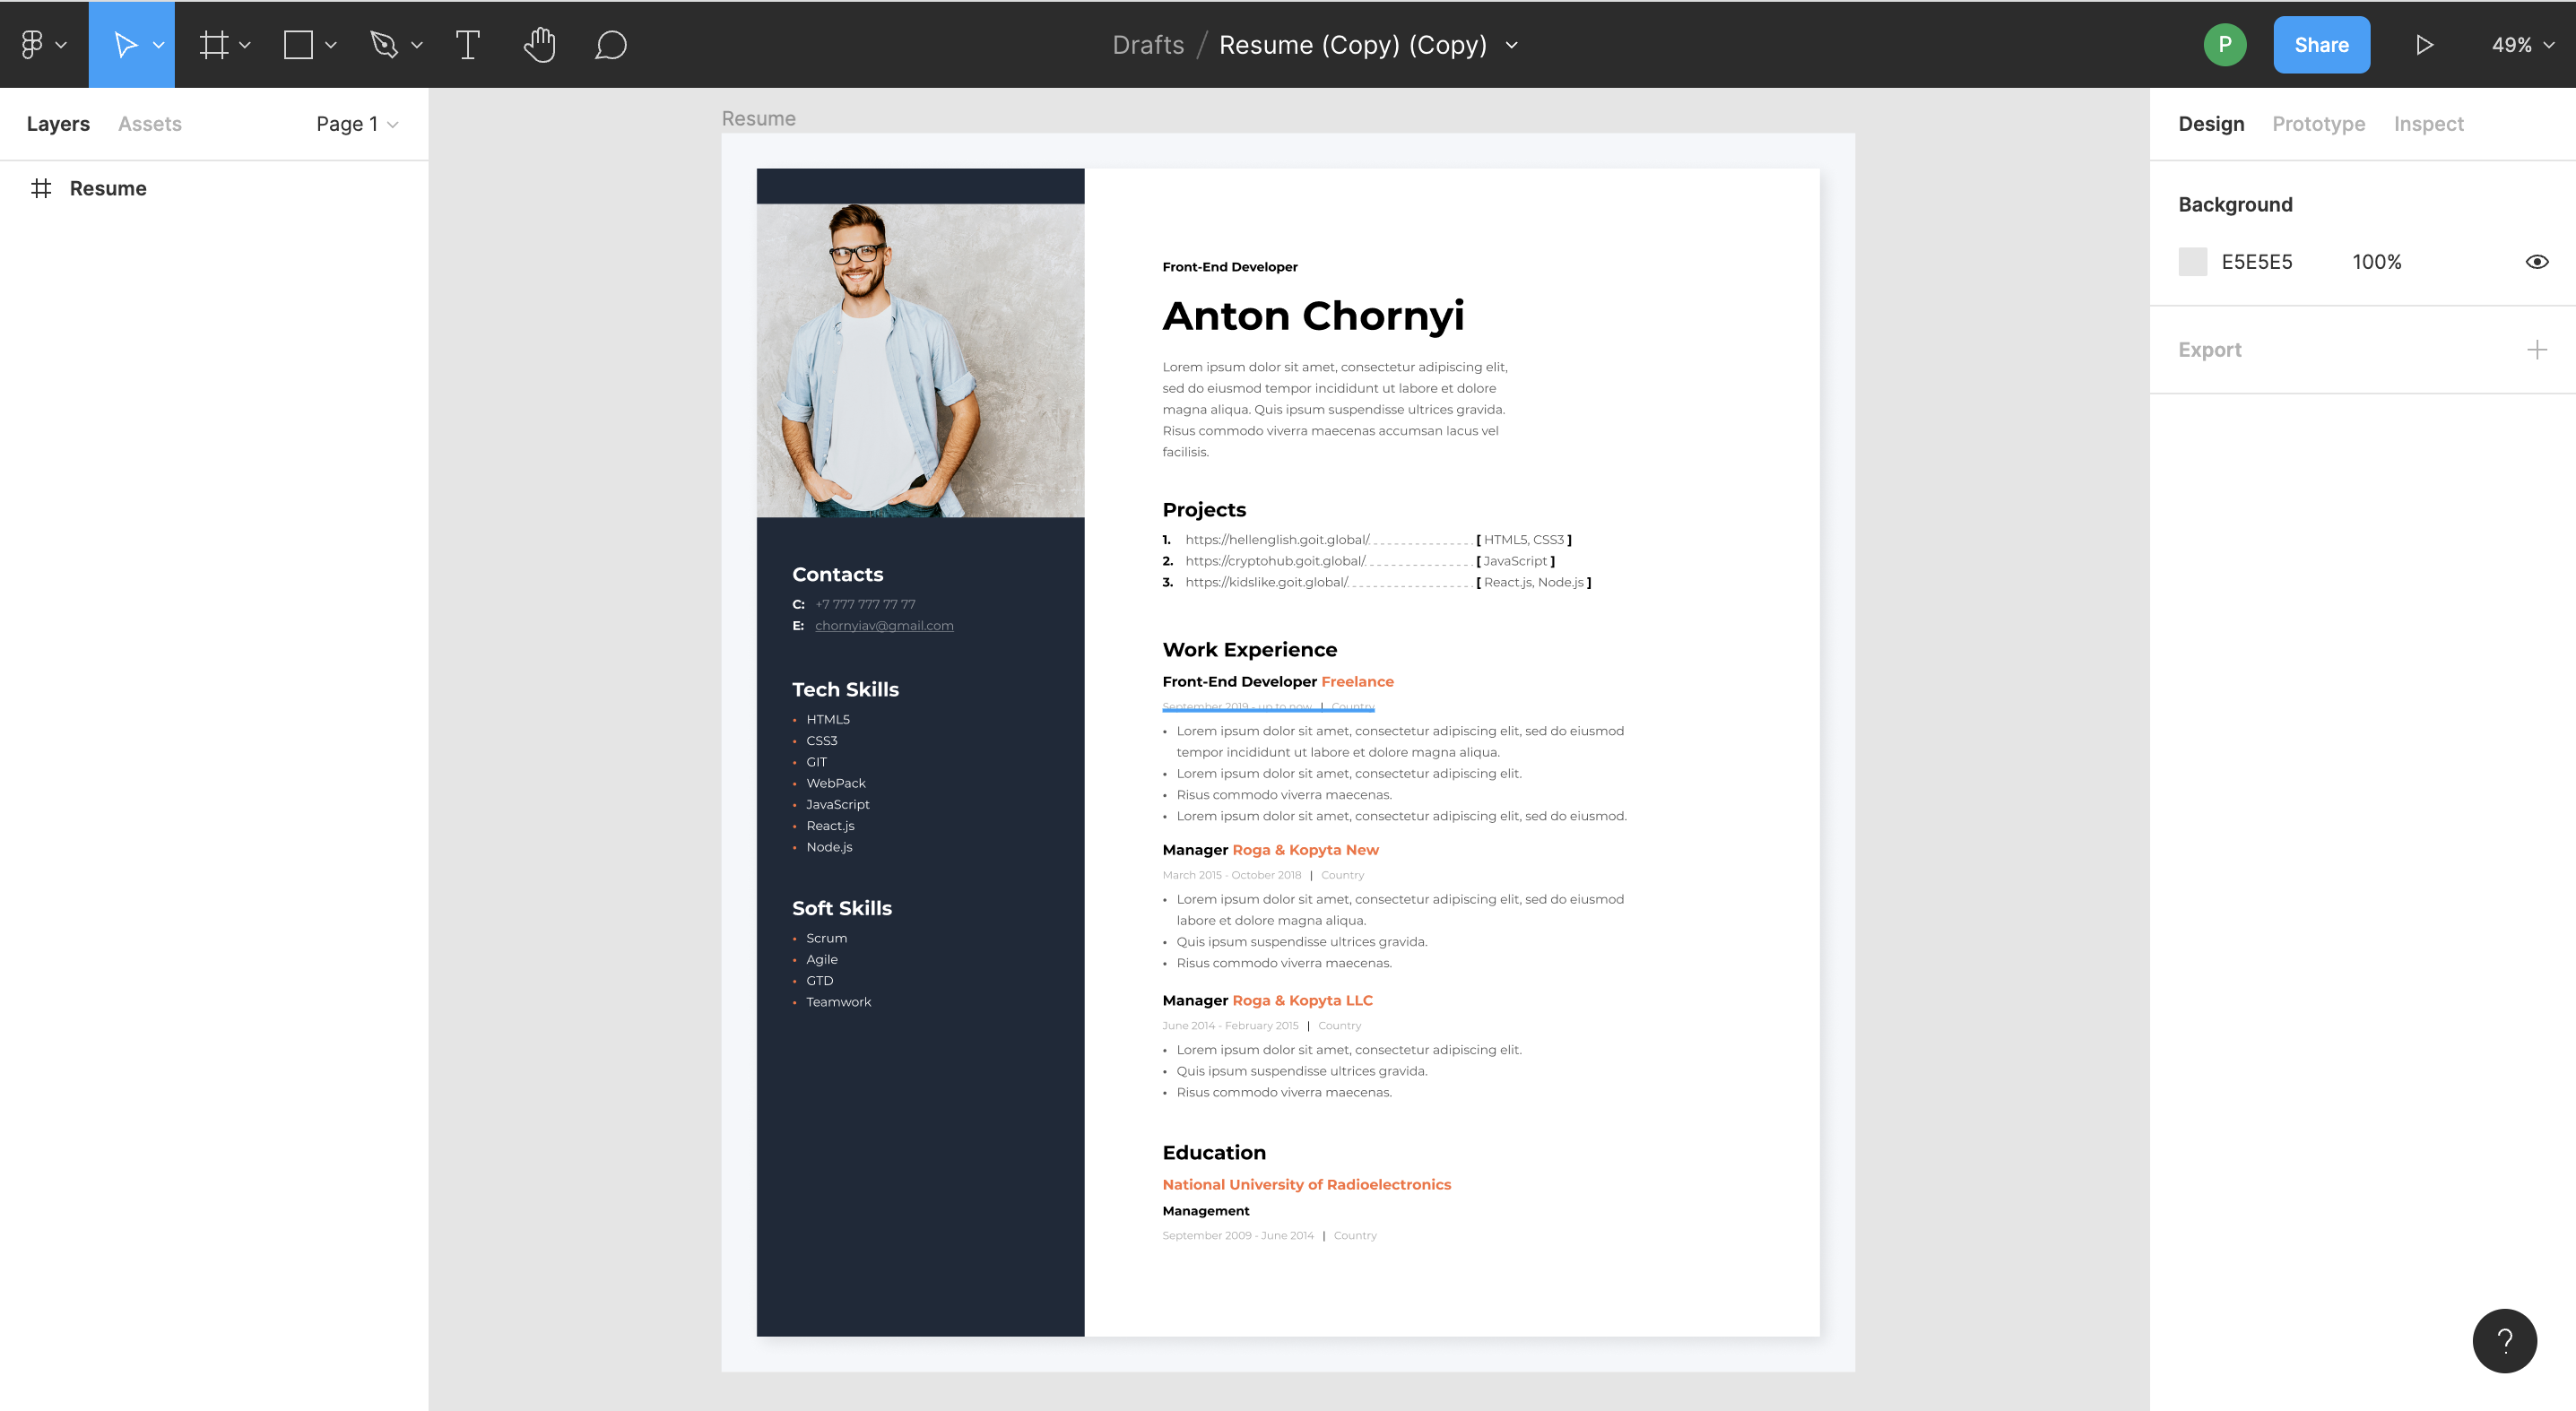 Drafts / Resume (Copy) (Copy)
P
Share
49%
Layers
Assets
Page 1
Resume
Resume
Front-End Developer
Anton Chornyi
Lorem ipsum dolor sit amet, consectetur adipiscing elit,
sed do eiusmod tempor incididunt ut labore et dolore
magna aliqua. Quis ipsum suspendisse ultrices gravida.
Risus commodo viverra maecenas accumsan lacus vel
facilisis.
Projects
1. https://hellenglish.goit.global/ [ HTML5, CSS3 ]
2. https://cryptohub.goit.global/ [ JavaScript ]
3. https://kidslike.goit.global/ [ React.js, Node.js ]
Contacts
C: +7 777 777 77 77
E: chornyiav@gmail.com
Tech Skills
• HTML5
• CSS3
• GIT
• WebPack
• JavaScript
• React.js
• Node.js
Soft Skills
• Scrum
• Agile
• GTD
• Teamwork
Work Experience
Front-End Developer Freelance
September 2019 - up to now | Country
• Lorem ipsum dolor sit amet, consectetur adipiscing elit, sed do eiusmod
tempor incididunt ut labore et dolore magna aliqua.
• Lorem ipsum dolor sit amet, consectetur adipiscing elit.
• Risus commodo viverra maecenas.
• Lorem ipsum dolor sit amet, consectetur adipiscing elit, sed do eiusmod.
Manager Roga & Kopyta New
March 2015 - October 2018 | Country
• Lorem ipsum dolor sit amet, consectetur adipiscing elit, sed do eiusmod
labore et dolore magna aliqua.
• Quis ipsum suspendisse ultrices gravida.
• Risus commodo viverra maecenas.
Manager Roga & Kopyta LLC
June 2014 - February 2015 | Country
• Lorem ipsum dolor sit amet, consectetur adipiscing elit.
• Quis ipsum suspendisse ultrices gravida.
• Risus commodo viverra maecenas.
Education
National University of Radioelectronics
Management
September 2009 - June 2014 | Country
Design
Prototype
Inspect
Background
E5E5E5
100%
Export
?